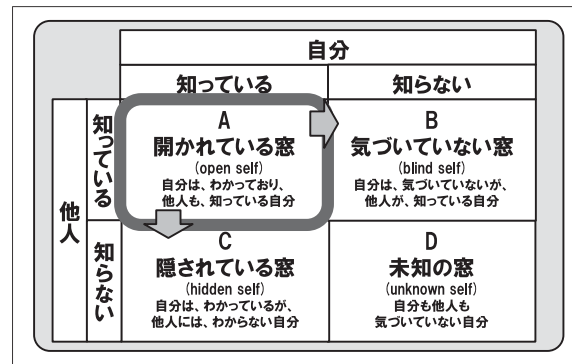 自分
知っている
知らない
他人
知っている
知らない
A
開かれている窓
(open self)
自分は、わかっており、
他人も、知っている自分
B
気づいていない窓
(blind self)
自分は、気づいていないが、
他人が、知っている自分
C
隠されている窓
(hidden self)
自分は、わかっているが、
他人には、わからない自分
D
未知の窓
(unknown self)
自分も他人も
気づいていない自分